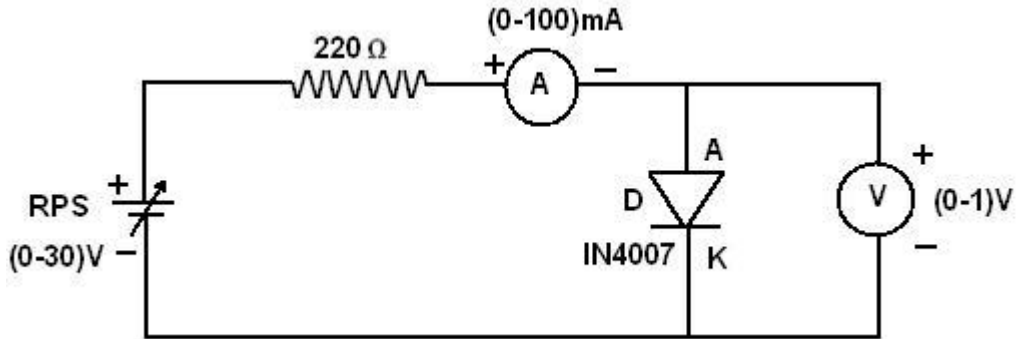 (0-100)mA
220 Ω
+
A
−
A
+
RPS
+
D
V
(0-1)V
(0-30)V
−
IN4007
K
−